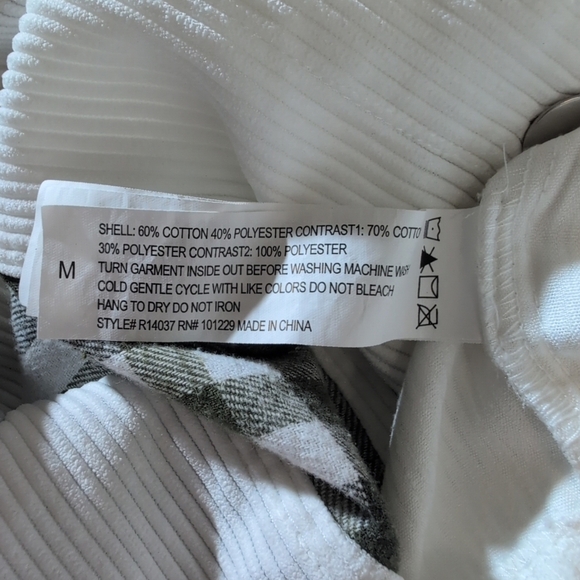 M
SHELL: 60% COTTON 40% POLYESTER CONTRAST1: 70% COTTO
30% POLYESTER CONTRAST2: 100% POLYESTER
TURN GARMENT INSIDE OUT BEFORE WASHING MACHINE WASH
COLD GENTLE CYCLE WITH LIKE COLORS DO NOT BLEACH
HANG TO DRY DO NOT IRON
STYLE# R14037 RN# 101229 MADE IN CHINA